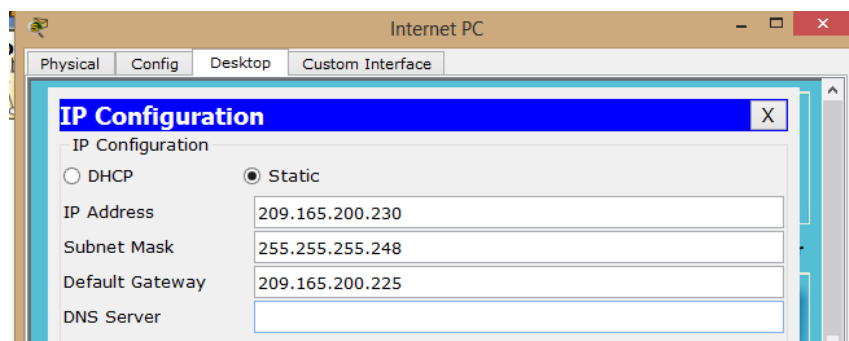 Internet PC
Physical Config Desktop Custom Interface
IP Configuration X
IP Configuration
DHCP Static
IP Address 209.165.200.230
Subnet Mask 255.255.255.248
Default Gateway 209.165.200.225
DNS Server